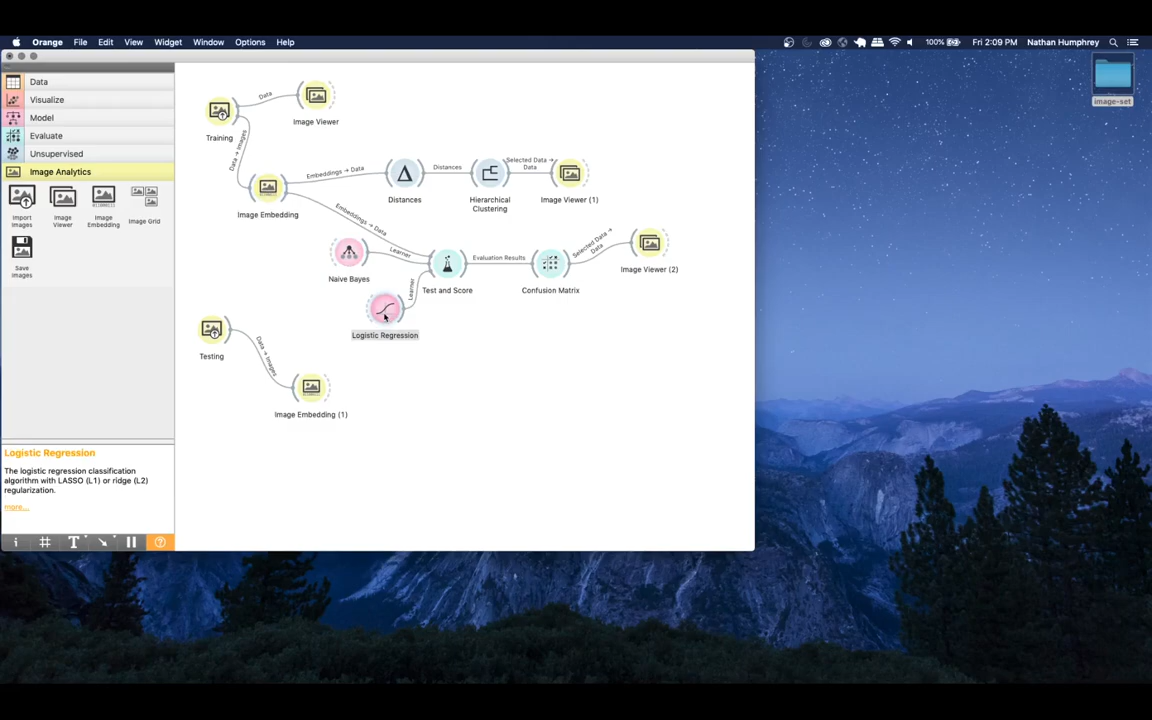 Orange File Edit View Widget Window Options Help 100% Fri 2:09 PM Nathan Humphrey
image-set
Data
Visualize
Model
Evaluate
Unsupervised
Image Analytics
Import
Images
Image
Viewer
Image
Embedding
Image Grid
Save
Images
Logistic Regression
The logistic regression classification
algorithm with LASSO (L1) or ridge (L2)
regularization.
more...
Training
Data
Image Viewer
Data → Images
Image Embedding
Embeddings → Data
Distances
Distances
Hierarchical
Clustering
Selected Data →
Data
Image Viewer (1)
Embeddings → Data
Naive Bayes
Learner
Test and Score
Evaluation Results
Confusion Matrix
Selected Data →
Data
Image Viewer (2)
Learner
Logistic Regression
Testing
Data → Images
Image Embedding (1)